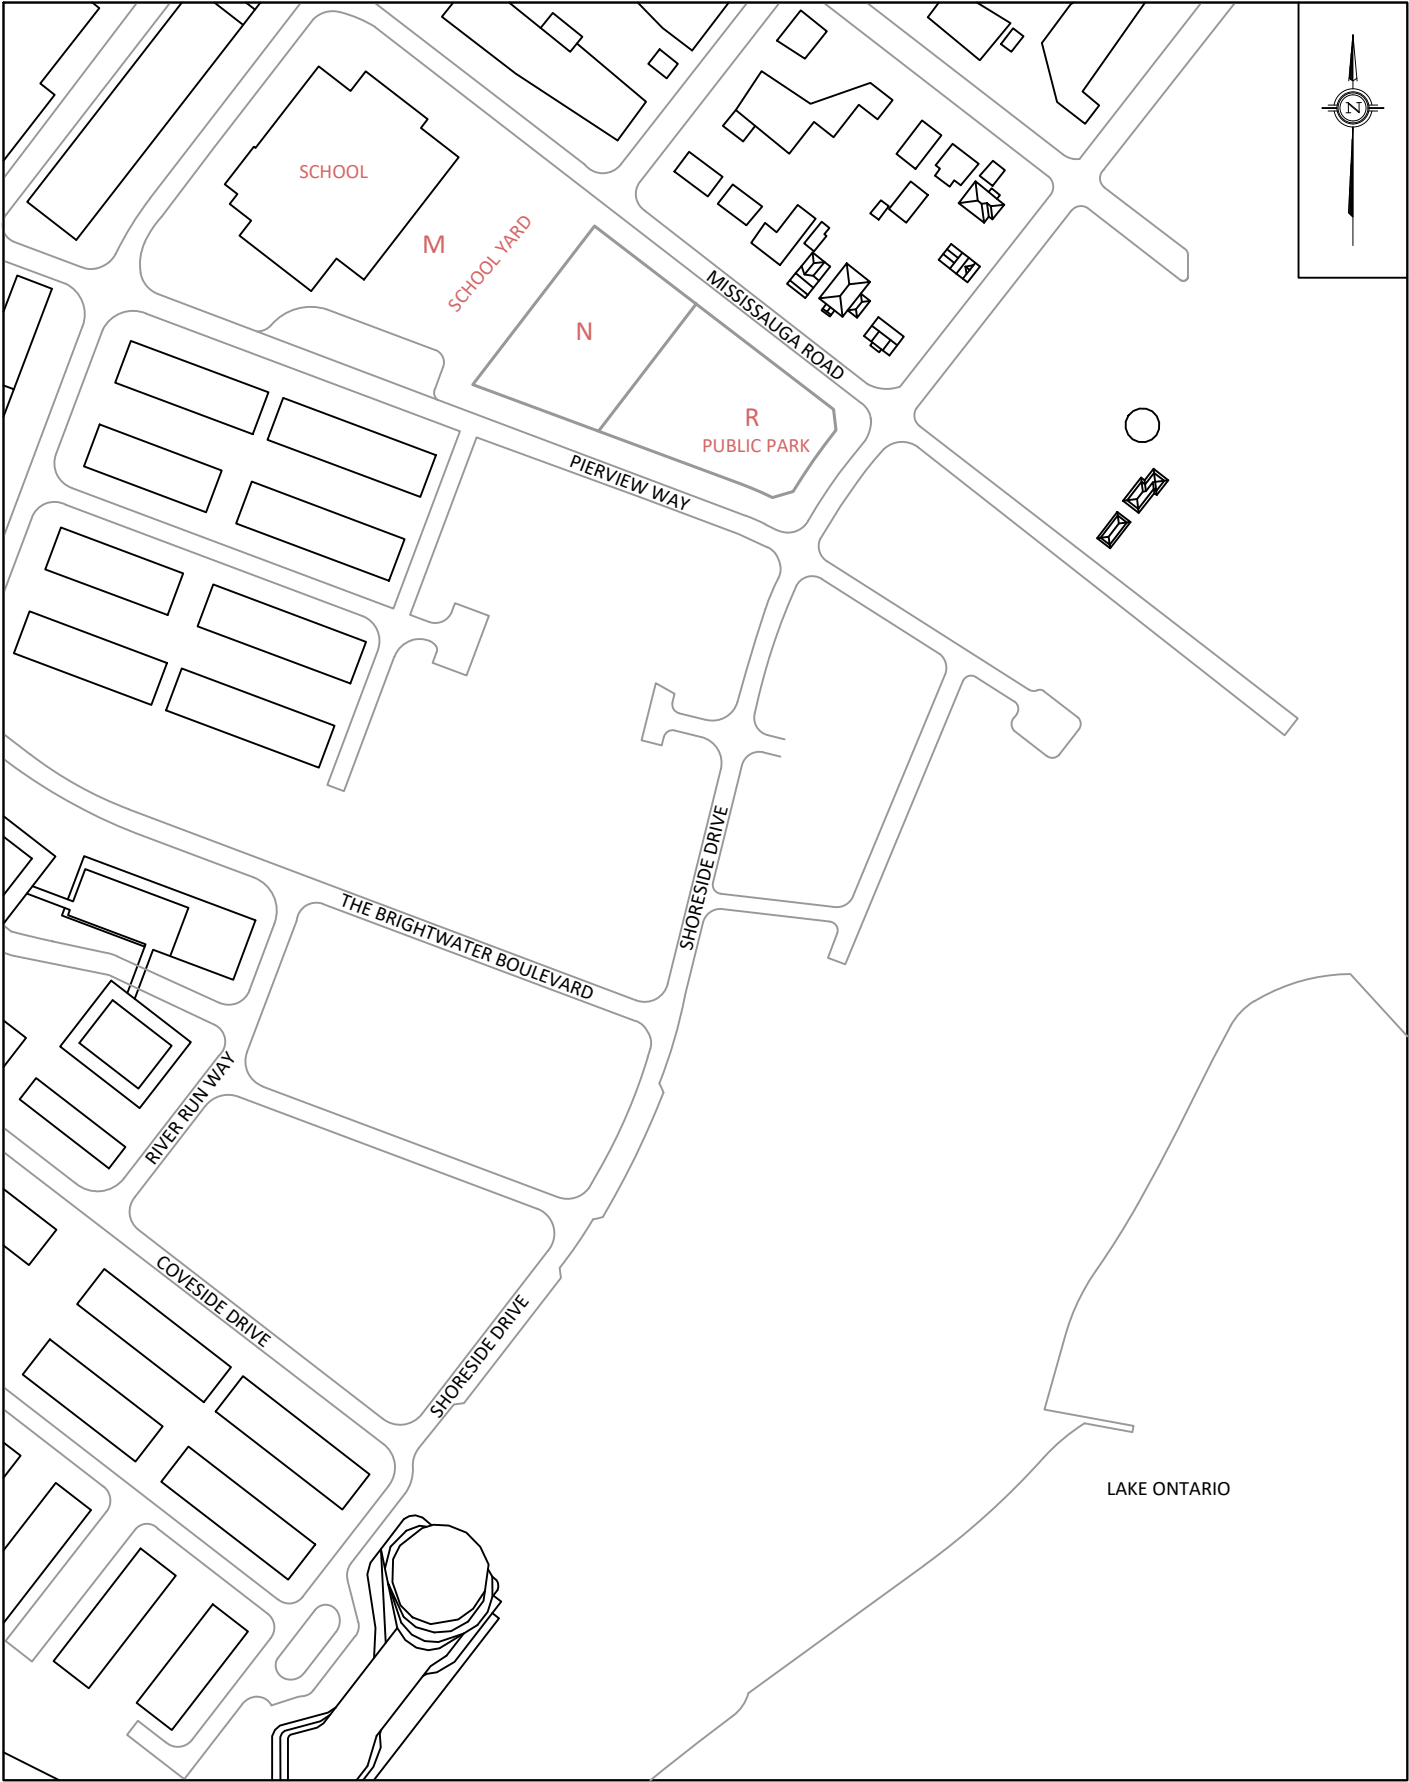 N
SCHOOL
M
SCHOOL YARD
N
MISSISSAUGA ROAD
R
PUBLIC PARK
PIERVIEW WAY
SHORESIDE DRIVE
THE BRIGHTWATER BOULEVARD
RIVER RUN WAY
COVESIDE DRIVE
SHORESIDE DRIVE
LAKE ONTARIO